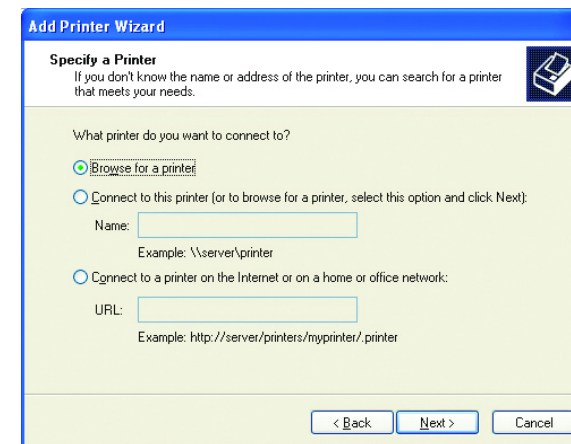 Add Printer Wizard
Specify a Printer
If you don't know the name or address of the printer, you can search for a printer
that meets your needs.
What printer do you want to connect to?
Browse for a printer
Connect to this printer (or to browse for a printer, select this option and click Next):
Name:
Example: \\server\printer
Connect to a printer on the Internet or on a home or office network:
URL:
Example: http://server/printers/myprinter/.printer
< Back Next > Cancel